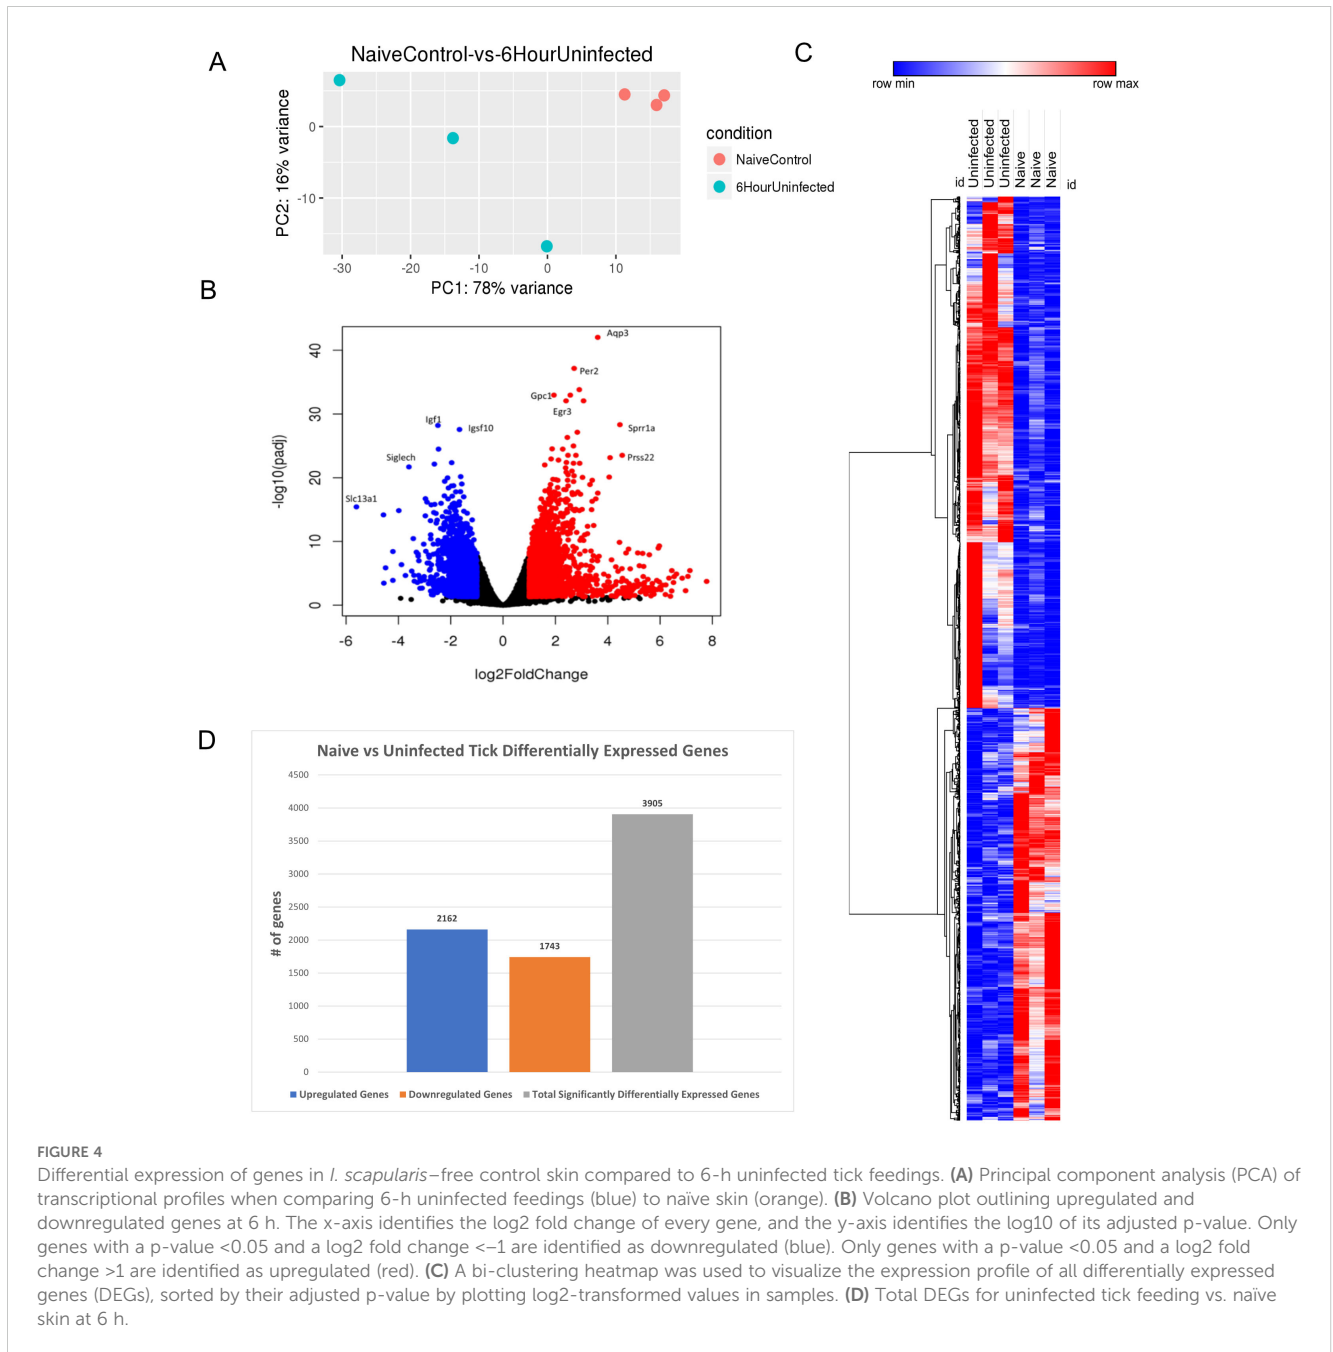 A
NaiveControl-vs-6HourUninfected
PC2: 16% variance
0
-10
-30
-20
-10
0
10
PC1: 78% variance
condition
NaiveControl
6HourUninfected
B
-log10(padj)
40
30
20
10
0
Aqp3
Per2
Gpc1
Egr3
Igf1
Igsf10
Sprr1a
Siglech
Prss22
Slc13a1
-6
-4
-2
0
2
4
6
8
log2FoldChange
C
row min
row max
id
Uninfected
Uninfected
Uninfected
Naive
Naive
Naive
id
D
Naive vs Uninfected Tick Differentially Expressed Genes
# of genes
4500
4000
3500
3000
2500
2000
1500
1000
500
0
2162
1743
3905
Upregulated Genes
Downregulated Genes
Total Significantly Differentially Expressed Genes
FIGURE 4
Differential expression of genes in I. scapularis–free control skin compared to 6-h uninfected tick feedings. (A) Principal component analysis (PCA) of
transcriptional profiles when comparing 6-h uninfected feedings (blue) to naïve skin (orange). (B) Volcano plot outlining upregulated and
downregulated genes at 6 h. The x-axis identifies the log2 fold change of every gene, and the y-axis identifies the log10 of its adjusted p-value. Only
genes with a p-value <0.05 and a log2 fold change <–1 are identified as downregulated (blue). Only genes with a p-value <0.05 and a log2 fold
change >1 are identified as upregulated (red). (C) A bi-clustering heatmap was used to visualize the expression profile of all differentially expressed
genes (DEGs), sorted by their adjusted p-value by plotting log2-transformed values in samples. (D) Total DEGs for uninfected tick feeding vs. naïve
skin at 6 h.